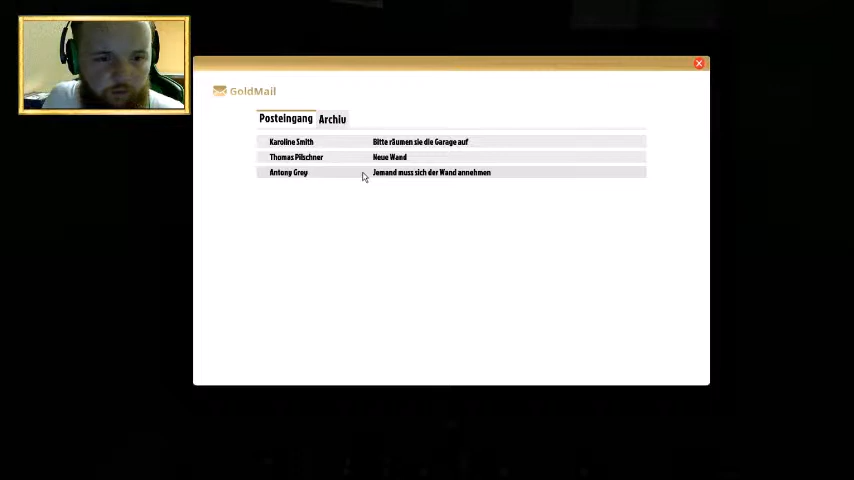 GoldMail
Posteingang Archiv
Karoline Smith Bitte räumen sie die Garage auf
Thomas Pilschner Neue Wand
Antony Grey Jemand muss sich der Wand annehmen